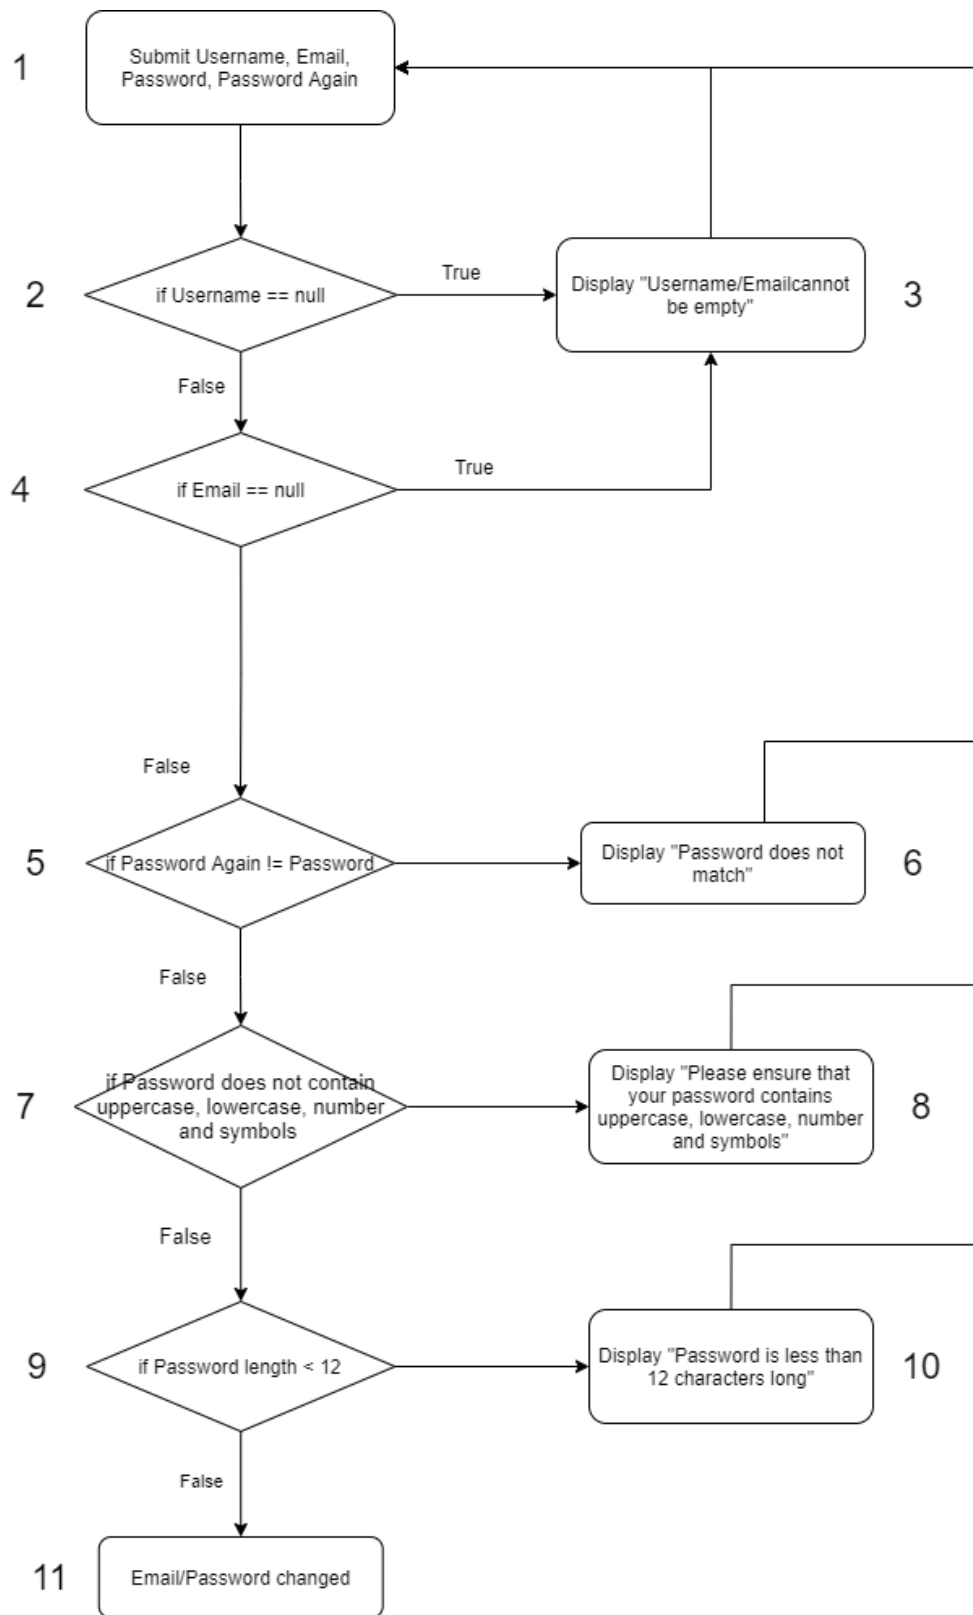 1
Submit Username, Email,
Password, Password Again
2
if Username == null
True
Display "Username/Emailcannot
be empty"
3
False
4
if Email == null
True
False
5
if Password Again != Password
Display "Password does not
match"
6
False
7
if Password does not contain
uppercase, lowercase, number
and symbols
Display "Please ensure that
your password contains
uppercase, lowercase, number
and symbols"
8
False
9
if Password length < 12
Display "Password is less than
12 characters long"
10
False
11
Email/Password changed